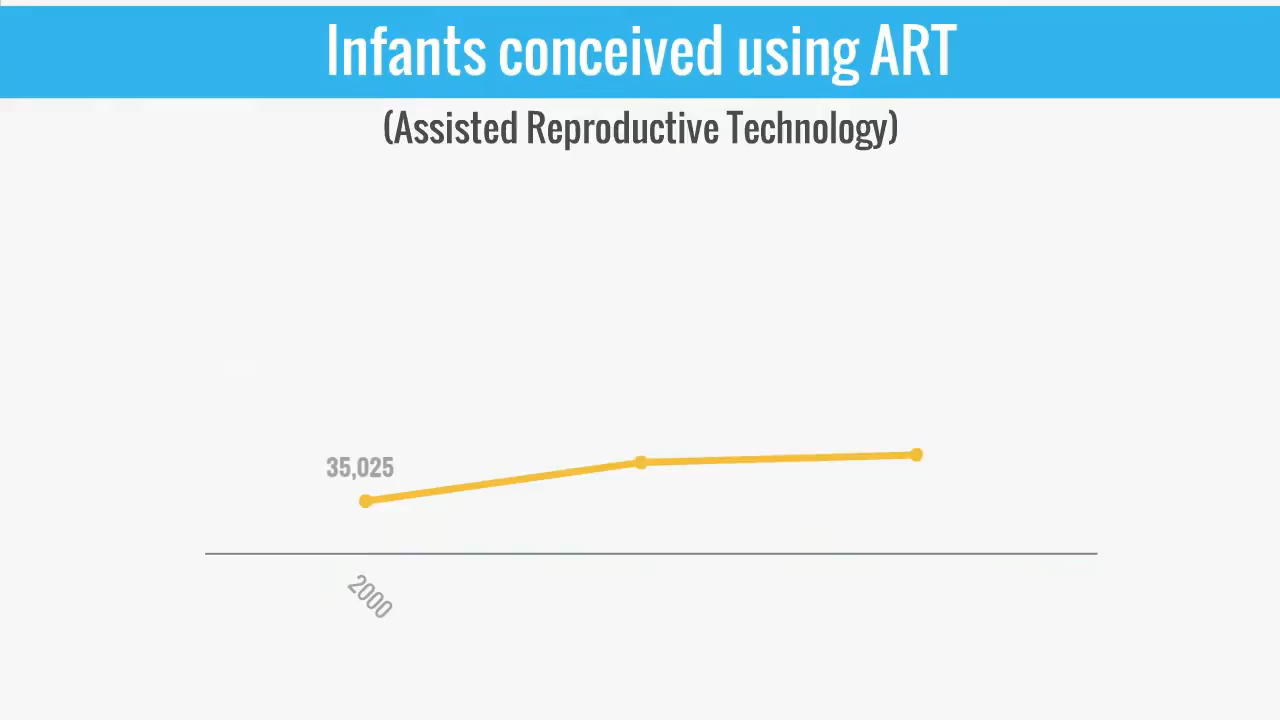 Infants conceived using ART
(Assisted Reproductive Technology)
35,025
2000